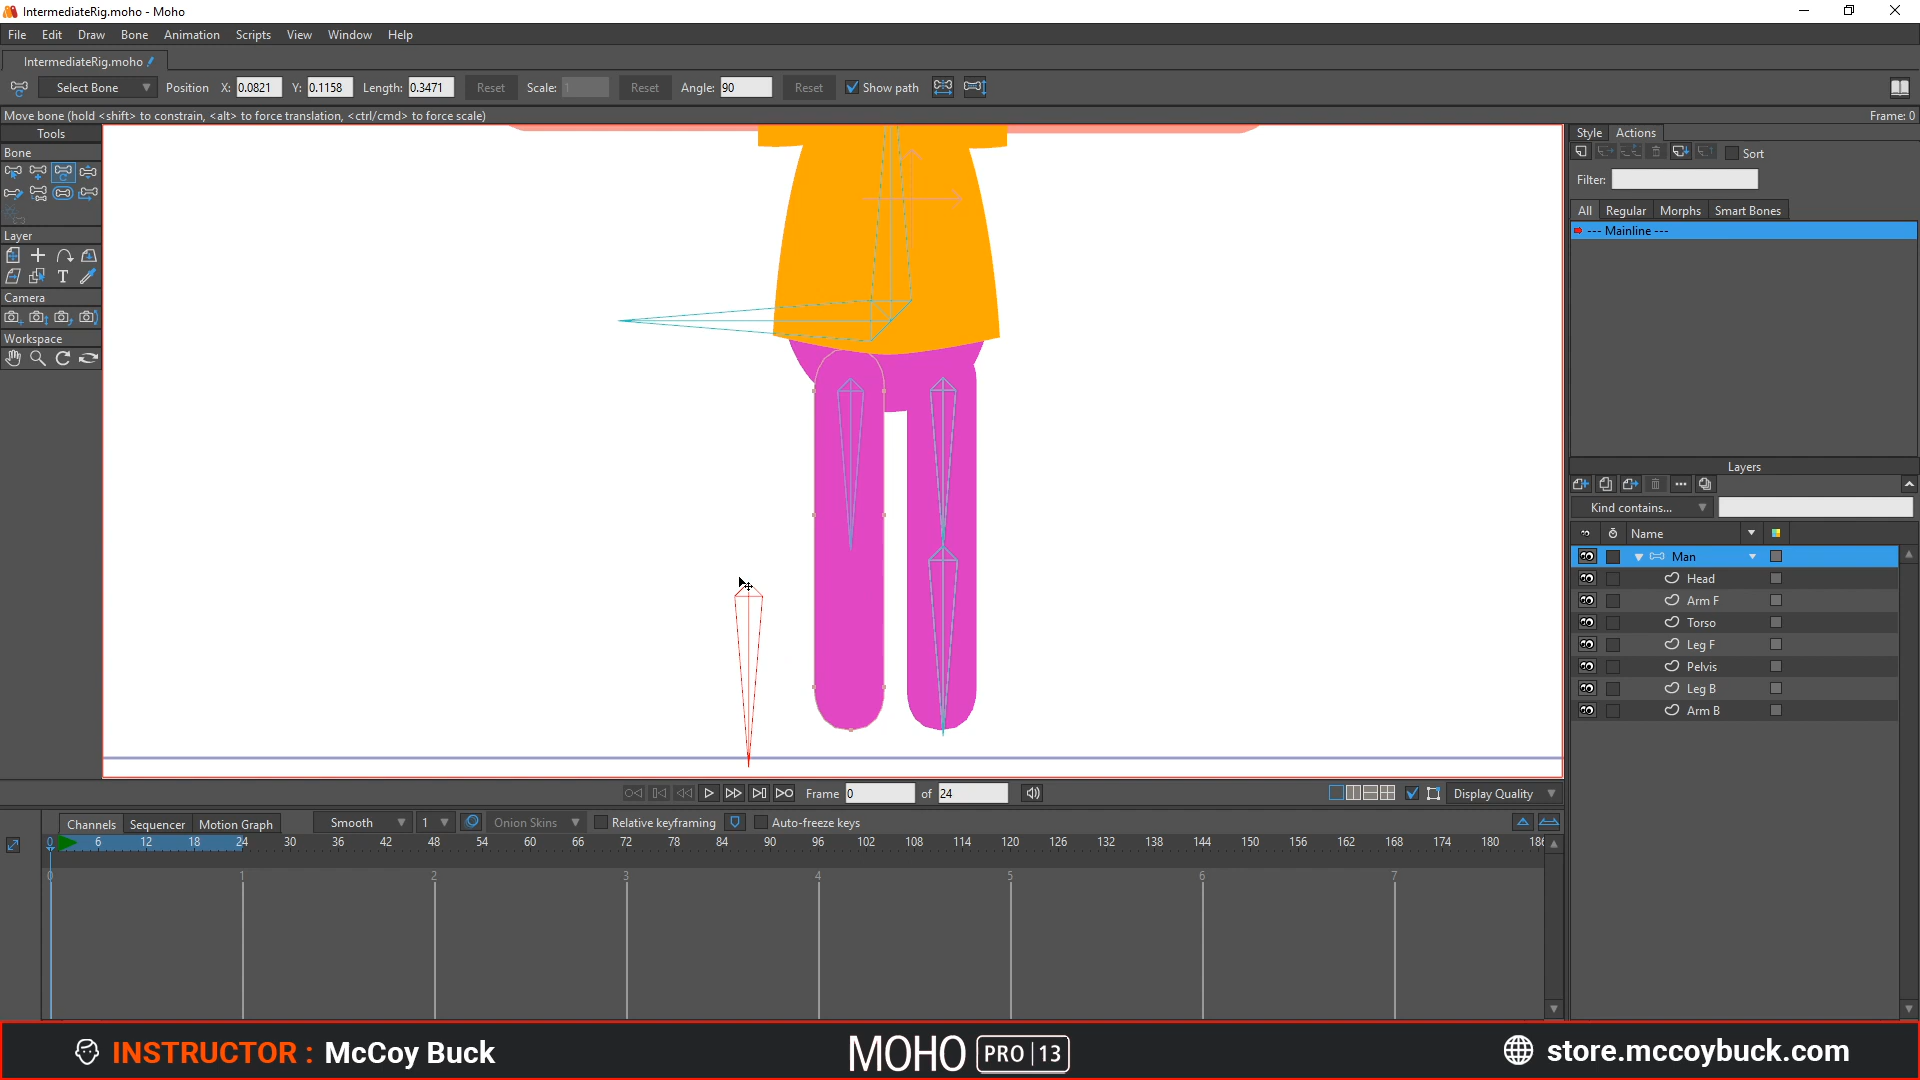 IntermediateRig.moho - Moho
File Edit Draw Bone Animation Scripts View Window Help
IntermediateRig.moho
Select Bone Position X: 0.0821 Y: 0.1158 Length: 0.3471 Reset Scale: 1 Reset Angle: 90 Reset Show path
Move bone (hold <shift> to constrain, <alt> to force translation, <ctrl/cmd> to force scale) Frame: 0
Tools
Bone
Layer
Camera
Workspace
Style Actions
Sort
Filter:
All Regular Morphs Smart Bones
--- Mainline ---
Layers
Kind contains...
Name
Man
Head
Arm F
Torso
Leg F
Pelvis
Leg B
Arm B
Frame 0 of 24 Display Quality
Channels Sequencer Motion Graph Smooth 1 Onion Skins Relative keyframing Auto-freeze keys
0 6 12 18 24 30 36 42 48 54 60 66 72 78 84 90 96 102 108 114 120 126 132 138 144 150 156 162 168 174 180
0 1 2 3 4 5 6 7
INSTRUCTOR : McCoy Buck MOHO PRO 13 store.mccoybuck.com